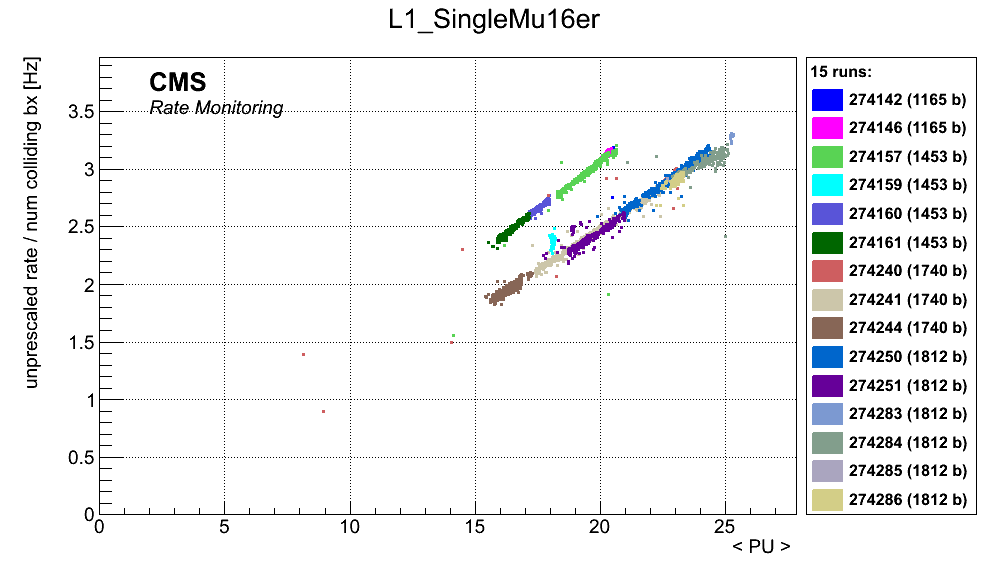 L1_SingleMu16er
unprescaled rate / num colliding bx [Hz]
CMS
Rate Monitoring
3.5
3
2.5
2
1.5
1
0.5
0
0
5
10
15
20
25
< PU >
15 runs:
274142 (1165 b)
274146 (1165 b)
274157 (1453 b)
274159 (1453 b)
274160 (1453 b)
274161 (1453 b)
274240 (1740 b)
274241 (1740 b)
274244 (1740 b)
274250 (1812 b)
274251 (1812 b)
274283 (1812 b)
274284 (1812 b)
274285 (1812 b)
274286 (1812 b)